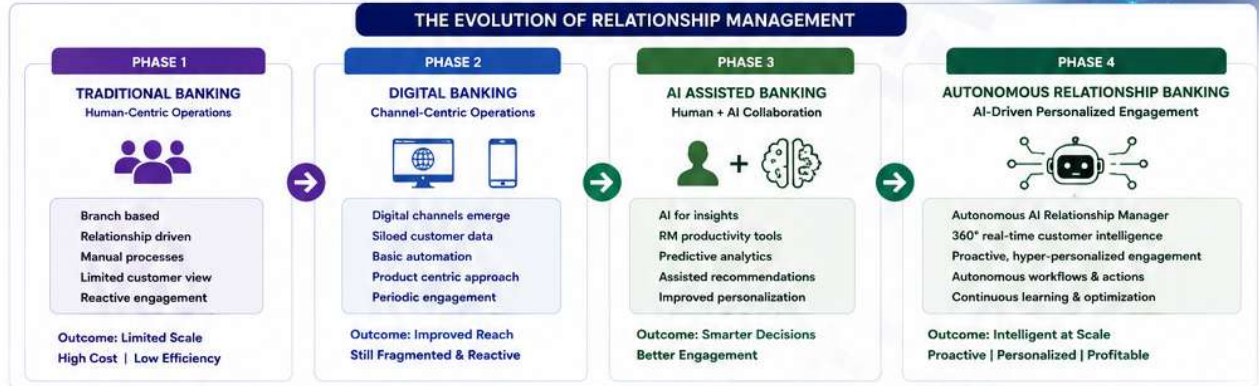 THE EVOLUTION OF RELATIONSHIP MANAGEMENT
PHASE 1
TRADITIONAL BANKING
Human-Centric Operations
Branch based
Relationship driven
Manual processes
Limited customer view
Reactive engagement
Outcome: Limited Scale
High Cost | Low Efficiency
PHASE 2
DIGITAL BANKING
Channel-Centric Operations
Digital channels emerge
Siloed customer data
Basic automation
Product centric approach
Periodic engagement
Outcome: Improved Reach
Still Fragmented & Reactive
PHASE 3
AI ASSISTED BANKING
Human + AI Collaboration
AI for insights
RM productivity tools
Predictive analytics
Assisted recommendations
Improved personalization
Outcome: Smarter Decisions
Better Engagement
PHASE 4
AUTONOMOUS RELATIONSHIP BANKING
AI-Driven Personalized Engagement
Autonomous AI Relationship Manager
360° real-time customer intelligence
Proactive, hyper-personalized engagement
Autonomous workflows & actions
Continuous learning & optimization
Outcome: Intelligent at Scale
Proactive | Personalized | Profitable